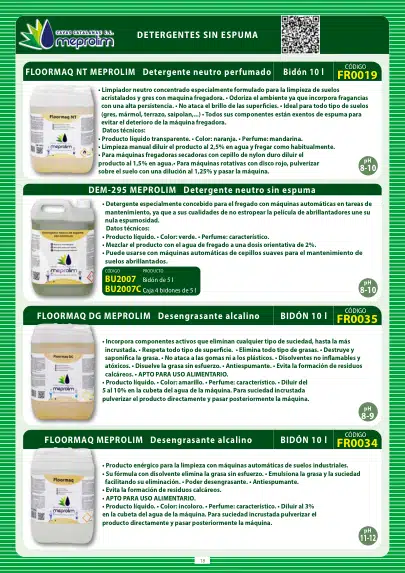 CAYRE CATALANAS S.L.
meprolim
DETERGENTES SIN ESPUMA
FLOORMAQ NT MEPROLIM Detergente neutro perfumado Bidón 10 l CÓDIGO FR0019
• Limpiador neutro concentrado especialmente formulado para la limpieza de suelos
acristalados y gres con maquina fregadora. • Odoriza el ambiente ya que incorpora fragancias
con una alta persistencia. • No ataca el brillo de las superficies. • Ideal para todo tipo de suelos
(gres, mármol, terrazo, saipolan,...) • Todos sus componentes están exentos de espuma para
evitar el deterioro de la máquina fregadora.
Datos técnicos:
• Producto líquido transparente. • Color: naranja. • Perfume: mandarina.
• Limpieza manual diluir el producto al 2,5% en agua y fregar como habitualmente.
• Para máquinas fregadoras secadoras con cepillo de nylon duro diluir el
producto al 1,5% en agua.• Para máquinas rotativas con disco rojo, pulverizar
sobre el suelo con una dilución al 1,25% y pasar la máquina.
pH
8-10
Floormaq NT
meprolim
DEM-295 MEPROLIM Detergente neutro sin espuma
• Detergente especialmente concebido para el fregado con máquinas automáticas en tareas de
mantenimiento, ya que a sus cualidades de no estropear la película de abrillantadores une su
nula espumosidad.
Datos técnicos:
• Producto líquido. • Color: verde. • Perfume: característico.
• Mezclar el producto con el agua de fregado a una dosis orientativa de 2%.
• Puede usarse con máquinas automáticas de cepillos suaves para el mantenimiento de
suelos abrillantados.
CÓDIGO PRODUCTO
BU2007 Bidón de 5 l
BU2007C Caja 4 bidones de 5 l
pH
8-10
meprolim
FLOORMAQ DG MEPROLIM Desengrasante alcalino BIDÓN 10 l CÓDIGO FR0035
• Incorpora componentes activos que eliminan cualquier tipo de suciedad, hasta la más
incrustada. • Respeta todo tipo de superficie. • Elimina todo tipo de grasas. • Destruye y
saponifica la grasa. • No ataca a las gomas ni a los plásticos. • Disolventes no inflamables y
atóxicos. • Disuelve la grasa sin esfuerzo. • Antiespumante. • Evita la formación de residuos
calcáreos. • APTO PARA USO ALIMENTARIO.
• Producto líquido. • Color: amarillo. • Perfume: característico. • Diluir del
5 al 10% en la cubeta del agua de la máquina. Para suciedad incrustada
pulverizar el producto directamente y pasar posteriormente la máquina.
pH
8-9
Floormaq DG
meprolim
FLOORMAQ MEPROLIM Desengrasante alcalino BIDÓN 10 l CÓDIGO FR0034
• Producto enérgico para la limpieza con máquinas automáticas de suelos industriales.
• Su fórmula con disolvente elimina la grasa sin esfuerzo. • Emulsiona la grasa y la suciedad
facilitando su eliminación. • Poder desengrasante. • Antiespumante.
• Evita la formación de residuos calcáreos.
• APTO PARA USO ALIMENTARIO.
• Producto líquido. • Color: incoloro. • Perfume: característico. • Diluir al 3%
en la cubeta del agua de la máquina. Para suciedad incrustada pulverizar el
producto directamente y pasar posteriormente la máquina.
pH
11-12
Floormaq
meprolim